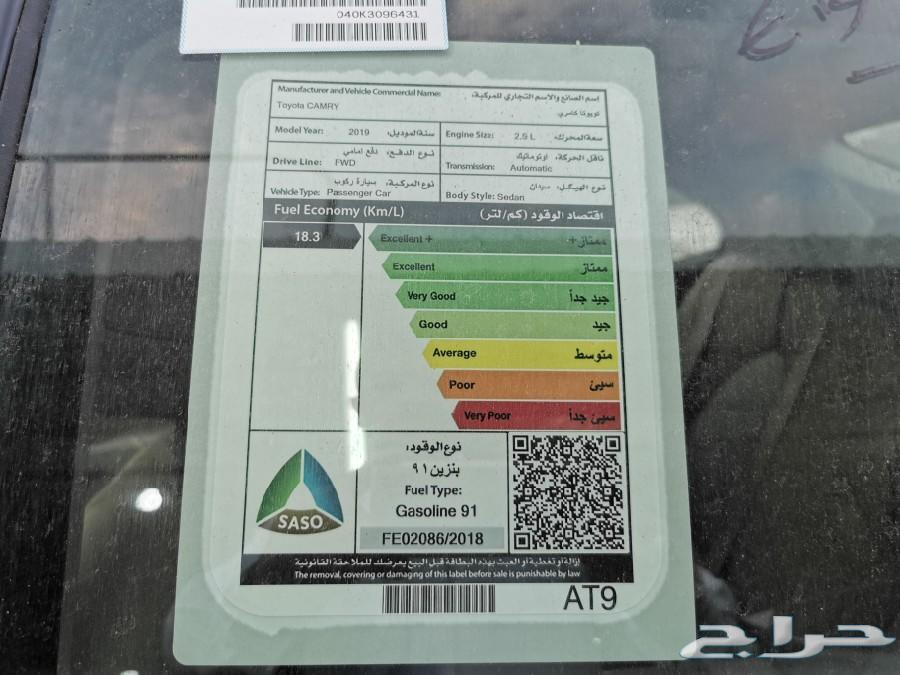 040K3096431
Manufacturer and Vehicle Commercial Name: اسم الصانع والاسم التجاري للمركبة:
Toyota CAMRY تويوتا كامري
Model Year: 2019 سنة الموديل: Engine Size: 2.5 L سعة المحرك:
Drive Line: FWD نوع الدفع: دفع امامي Transmission: Automatic ناقل الحركة: اوتوماتيك
Vehicle Type: Passenger Car نوع المركبة: سيارة ركوب Body Style: Sedan نوع الهيكل: سيدان
Fuel Economy (Km/L) اقتصاد الوقود (كم/لتر)
18.3 Excellent + ممتاز+
Excellent ممتاز
Very Good جيد جداً
Good جيد
Average متوسط
Poor سيئ
Very Poor سيئ جداً
نوع الوقود:
بنزين ٩١
Fuel Type:
Gasoline 91
SASO
FE02086/2018
إزالة أو تغطية أو العبث بهذه البطاقة قبل البيع يعرضك للملاحقة القانونية
The removal, covering or damaging of this label before sale is punishable by law
AT9
حراج